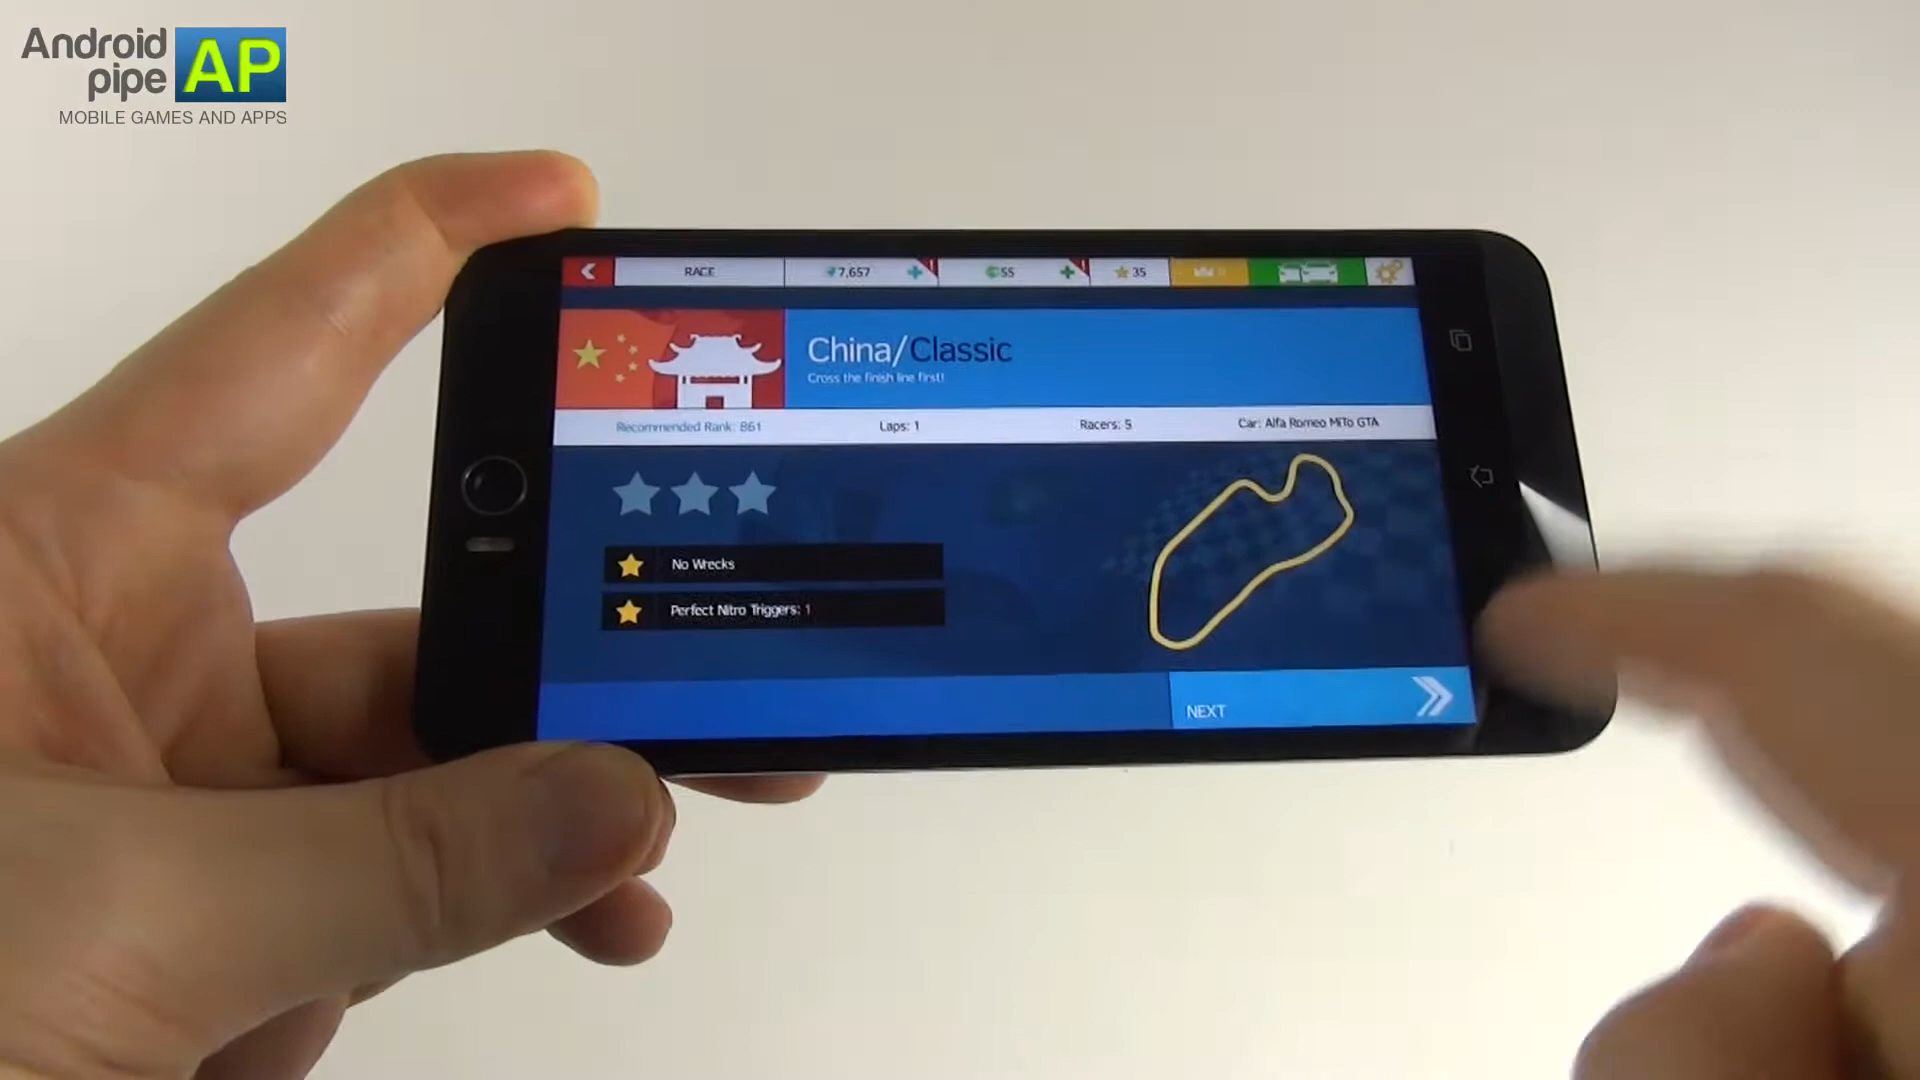 Android
pipe AP
MOBILE GAMES AND APPS
RACE 7,657 55 35
China/Classic
Cross the finish line first!
Recommended Rank: 861 Laps: 1 Racers: 5 Car: Alfa Romeo MiTo GTA
No Wrecks
Perfect Nitro Triggers: 1
NEXT